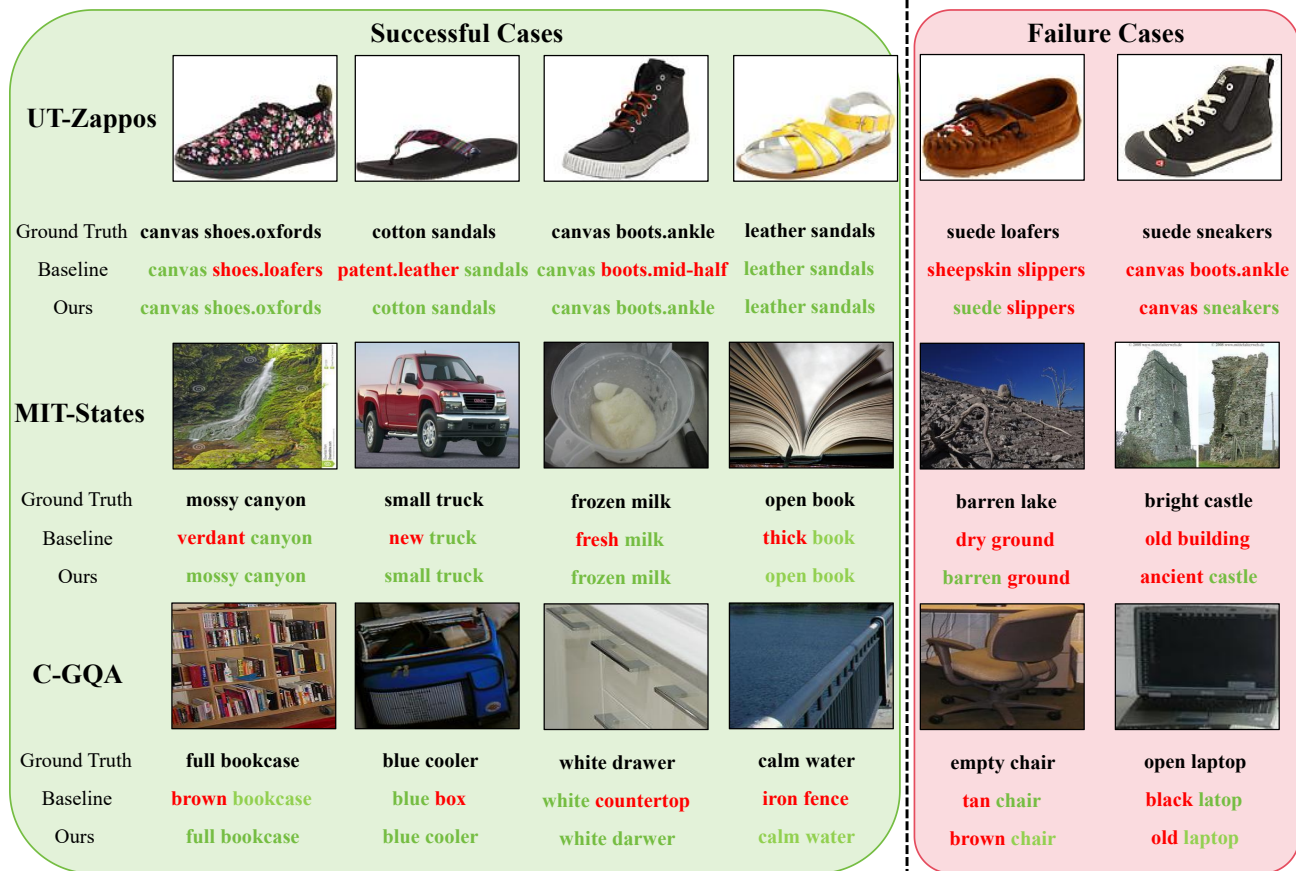 Successful Cases
Failure Cases
UT-Zappos
Ground Truth canvas shoes.oxfords cotton sandals canvas boots.ankle leather sandals suede loafers suede sneakers
Baseline canvas shoes.loafers patent.leather sandals canvas boots.mid-half leather sandals sheepskin slippers canvas boots.ankle
Ours canvas shoes.oxfords cotton sandals canvas boots.ankle leather sandals suede slippers canvas sneakers
MIT-States
Ground Truth mossy canyon small truck frozen milk open book barren lake bright castle
Baseline verdant canyon new truck fresh milk thick book dry ground old building
Ours mossy canyon small truck frozen milk open book barren ground ancient castle
C-GQA
Ground Truth full bookcase blue cooler white drawer calm water empty chair open laptop
Baseline brown bookcase blue box white countertop iron fence tan chair black latop
Ours full bookcase blue cooler white darwer calm water brown chair old laptop